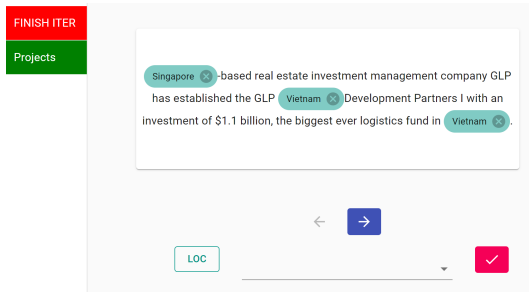 FINISH ITER
Projects
Singapore -based real estate investment management company GLP
has established the GLP Vietnam Development Partners I with an
investment of $1.1 billion, the biggest ever logistics fund in Vietnam .
LOC